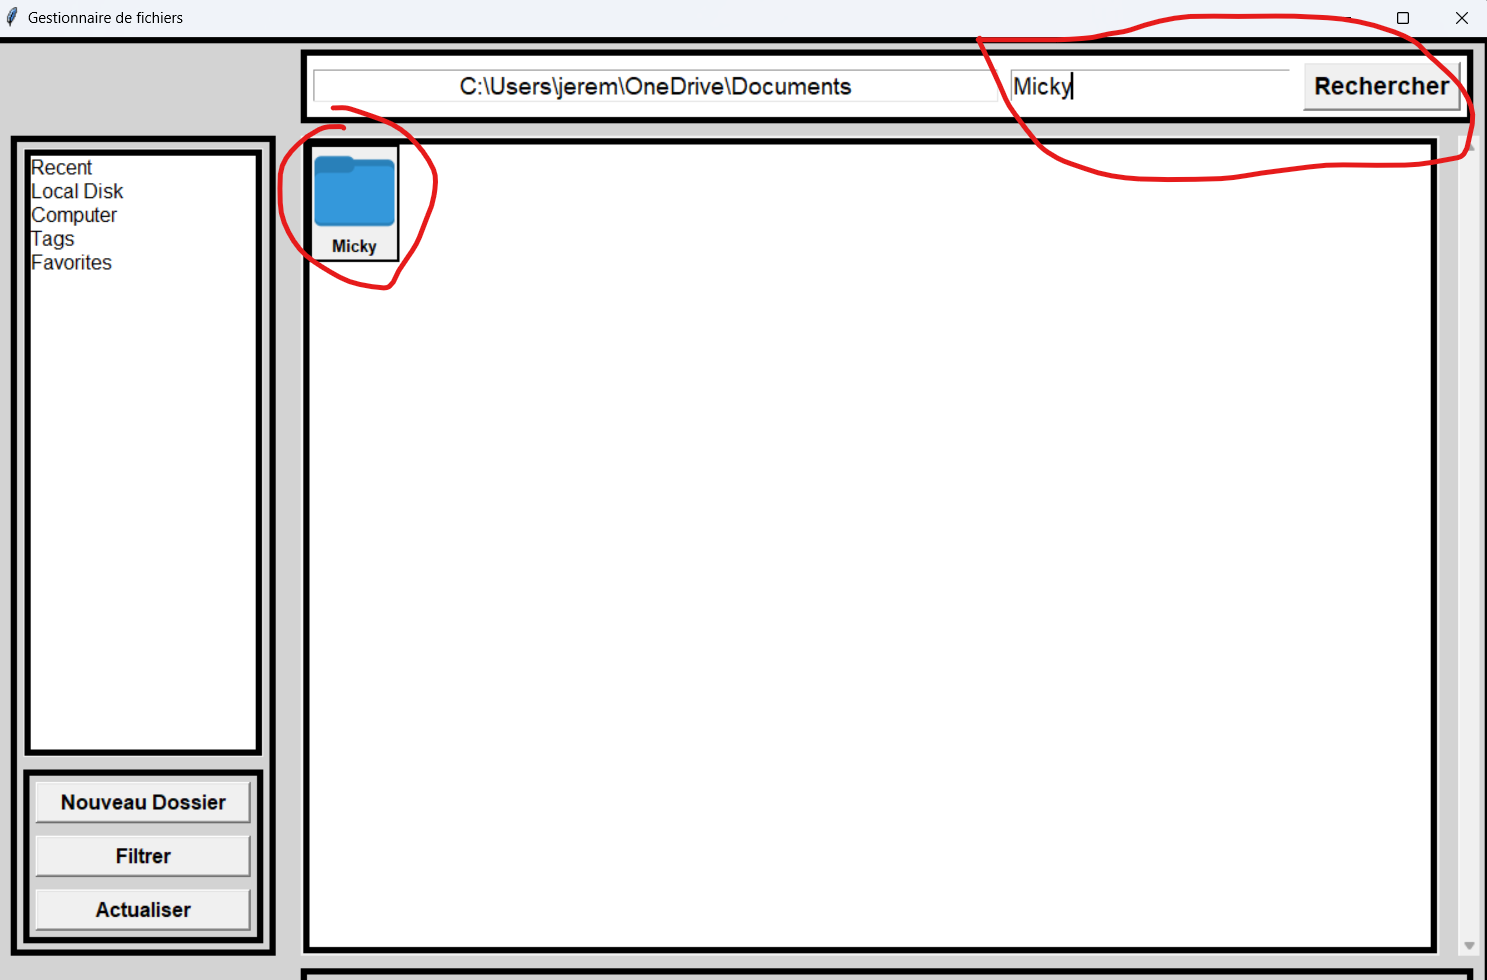 Gestionnaire de fichiers
C:\Users\jerem\OneDrive\Documents
Micky
Rechercher
Recent
Local Disk
Computer
Tags
Favorites
Micky
Nouveau Dossier
Filtrer
Actualiser